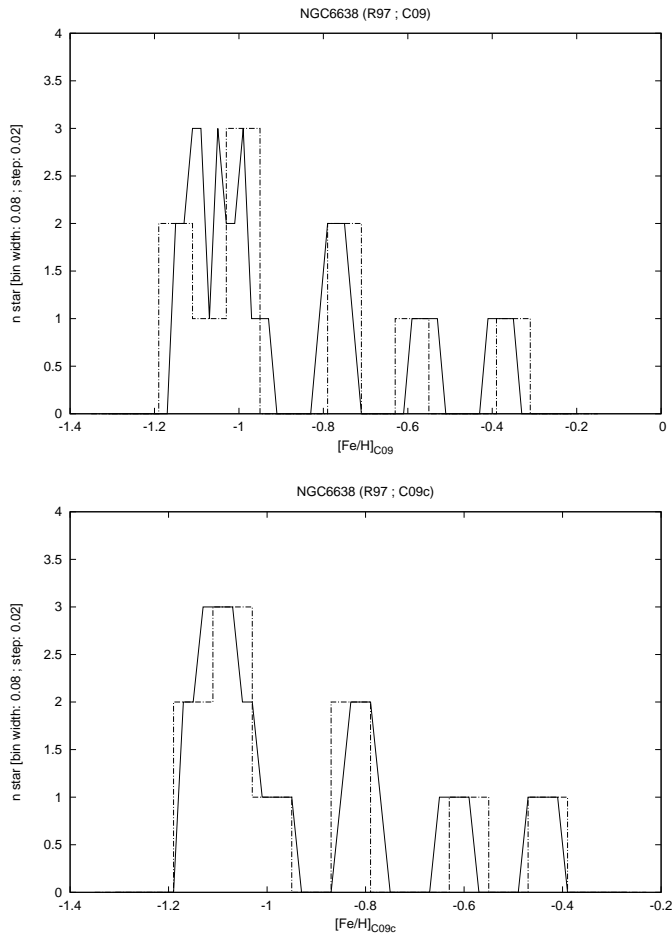 NGC6638 (R97 ; C09)
4
3.5
3
2.5
2
1.5
1
0.5
0
n star [bin width: 0.08 ; step: 0.02]
-1.4 -1.2 -1 -0.8 -0.6 -0.4 -0.2 0
[Fe/H]C09
NGC6638 (R97 ; C09c)
4
3.5
3
2.5
2
1.5
1
0.5
0
n star [bin width: 0.08 ; step: 0.02]
-1.4 -1.2 -1 -0.8 -0.6 -0.4 -0.2
[Fe/H]C09c